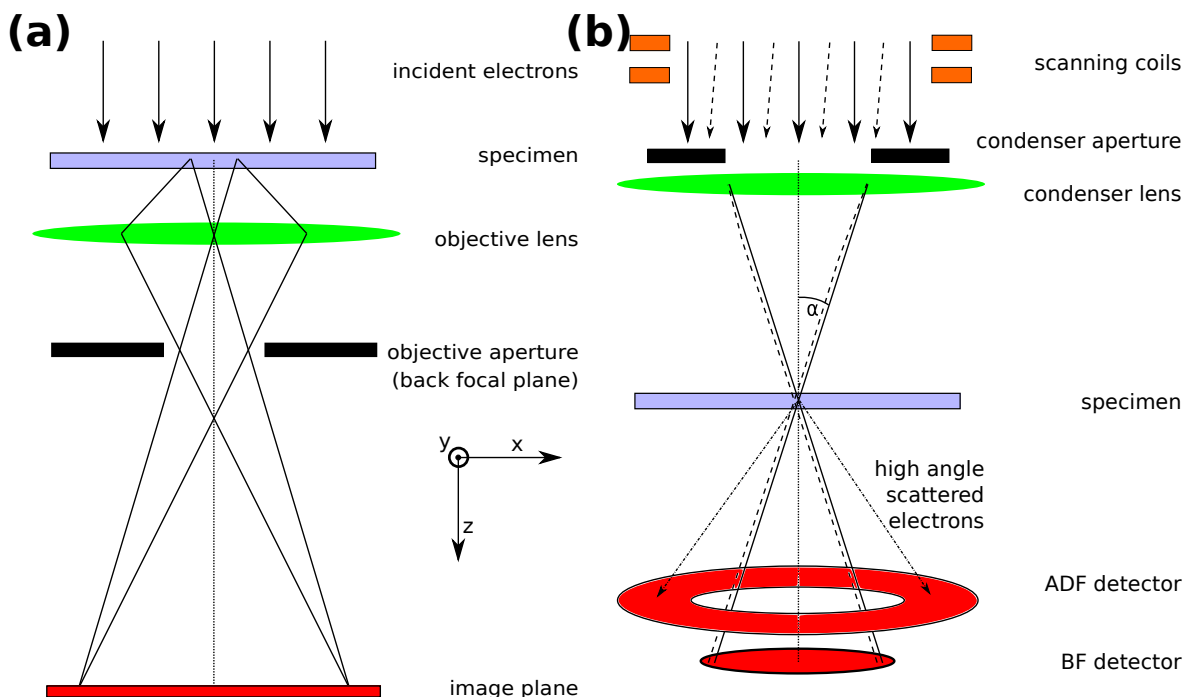 (a)
incident electrons
specimen
objective lens
objective aperture
(back focal plane)
y
x
z
image plane
(b)
scanning coils
condenser aperture
condenser lens
α
specimen
high angle
scattered
electrons
ADF detector
BF detector